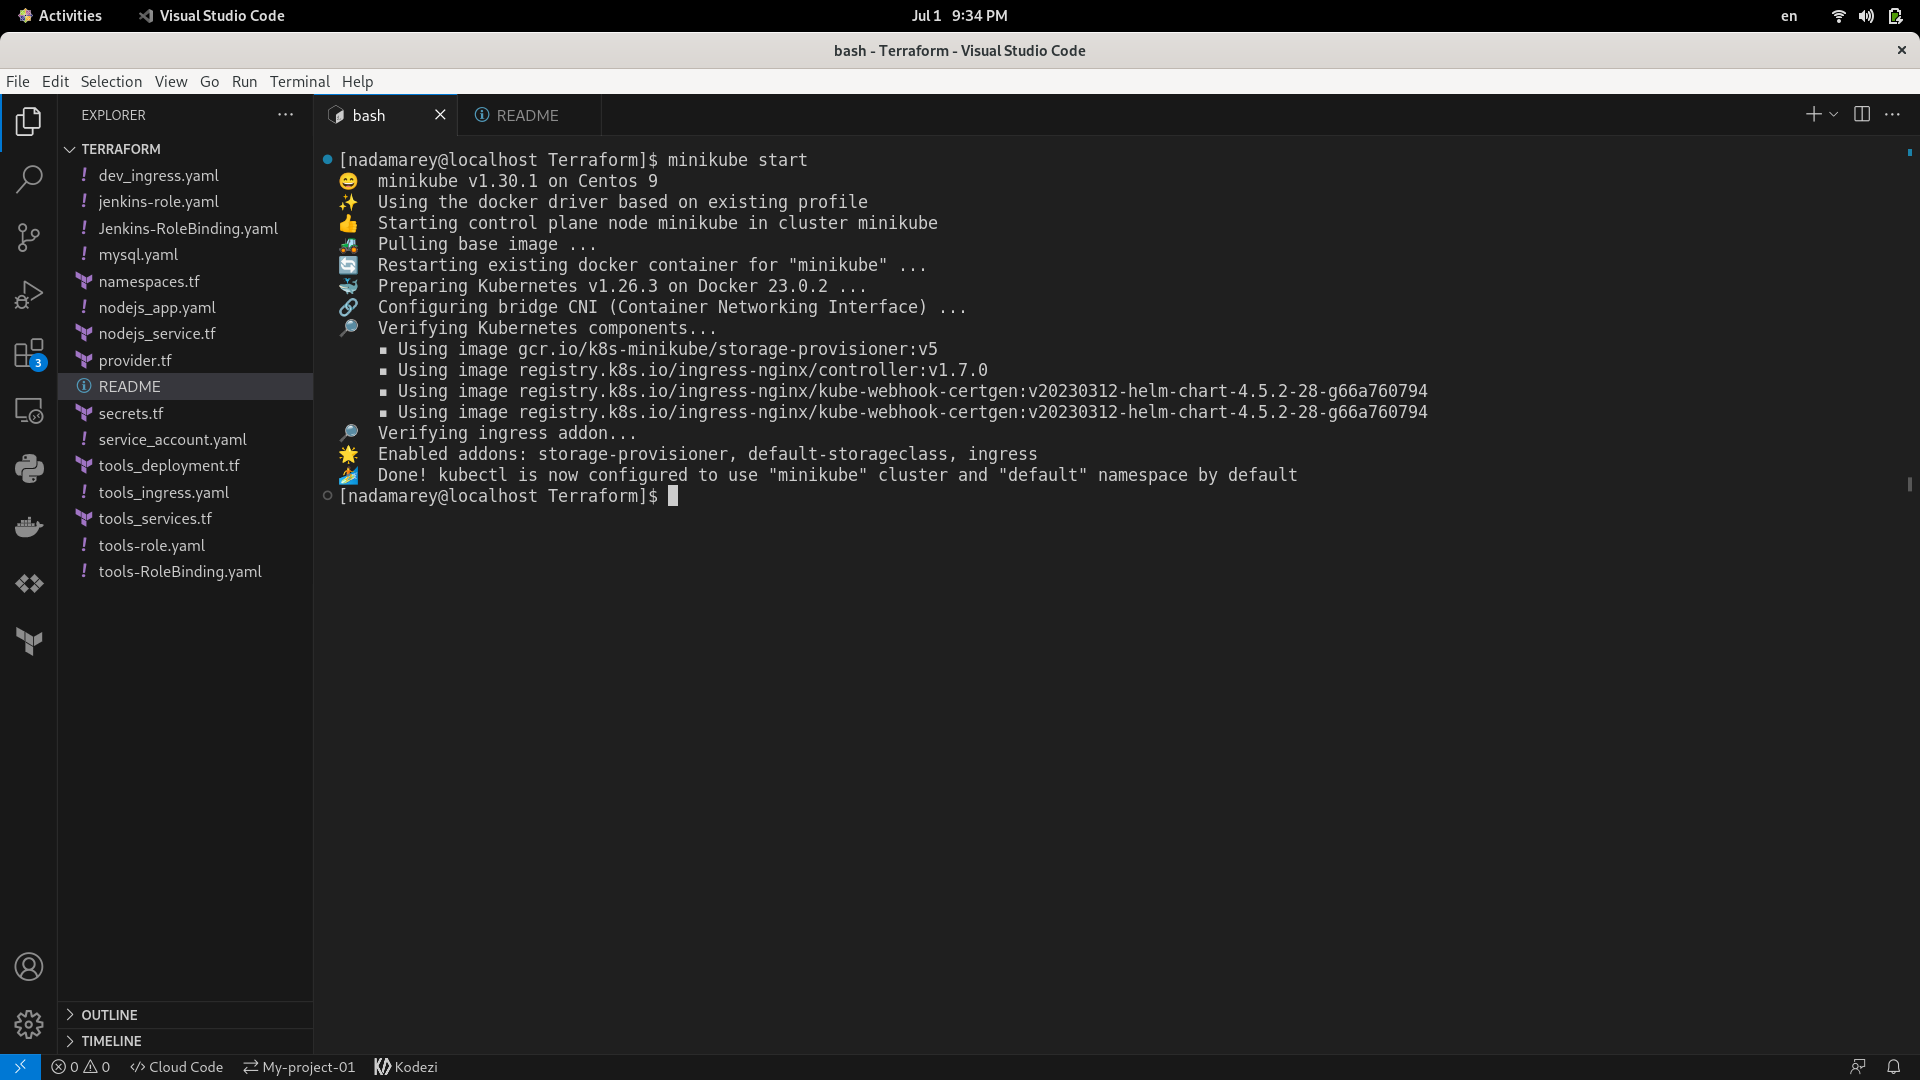 Activities
Visual Studio Code
Jul 1 9:34 PM
en
bash - Terraform - Visual Studio Code
File Edit Selection View Go Run Terminal Help
EXPLORER
bash
README
TERRAFORM
dev_ingress.yaml
jenkins-role.yaml
Jenkins-RoleBinding.yaml
mysql.yaml
namespaces.tf
nodejs_app.yaml
nodejs_service.tf
provider.tf
README
secrets.tf
service_account.yaml
tools_deployment.tf
tools_ingress.yaml
tools_services.tf
tools-role.yaml
tools-RoleBinding.yaml
3
OUTLINE
TIMELINE
[nadamarey@localhost Terraform]$ minikube start
😄 minikube v1.30.1 on Centos 9
✨ Using the docker driver based on existing profile
👍 Starting control plane node minikube in cluster minikube
🚜 Pulling base image ...
🔄 Restarting existing docker container for "minikube" ...
🐳 Preparing Kubernetes v1.26.3 on Docker 23.0.2 ...
🔗 Configuring bridge CNI (Container Networking Interface) ...
🔎 Verifying Kubernetes components...
▪ Using image gcr.io/k8s-minikube/storage-provisioner:v5
▪ Using image registry.k8s.io/ingress-nginx/controller:v1.7.0
▪ Using image registry.k8s.io/ingress-nginx/kube-webhook-certgen:v20230312-helm-chart-4.5.2-28-g66a760794
▪ Using image registry.k8s.io/ingress-nginx/kube-webhook-certgen:v20230312-helm-chart-4.5.2-28-g66a760794
🔎 Verifying ingress addon...
🌟 Enabled addons: storage-provisioner, default-storageclass, ingress
🏄 Done! kubectl is now configured to use "minikube" cluster and "default" namespace by default
[nadamarey@localhost Terraform]$
0 0 Cloud Code My-project-01 Kodezi